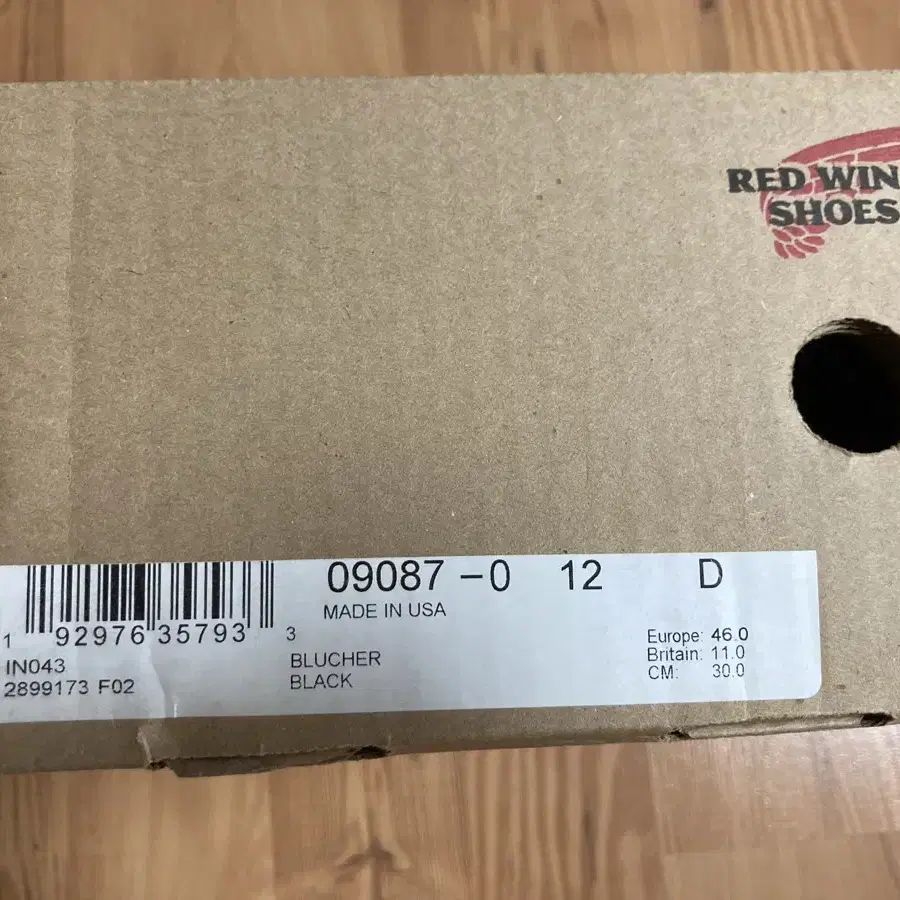 RED WIN
SHOES
09087 -0 12 D
MADE IN USA
1 92976 35793 3
IN043
2899173 F02
BLUCHER
BLACK
Europe: 46.0
Britain: 11.0
CM: 30.0